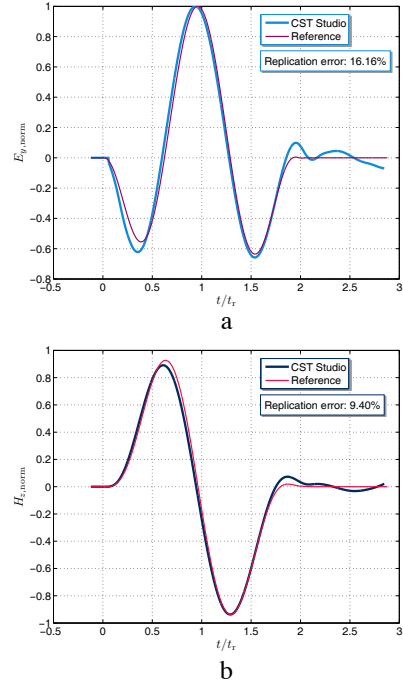 1
0.8
0.6
0.4
0.2
0
-0.2
-0.4
-0.6
-0.8
E_{y,norm}
CST Studio
Reference
Replication error: 16.16%
-0.5 0 0.5 1 1.5 2 2.5 3
t/t_r
a
1
0.8
0.6
0.4
0.2
0
-0.2
-0.4
-0.6
-0.8
-1
H_{z,norm}
CST Studio
Reference
Replication error: 9.40%
-0.5 0 0.5 1 1.5 2 2.5 3
t/t_r
b